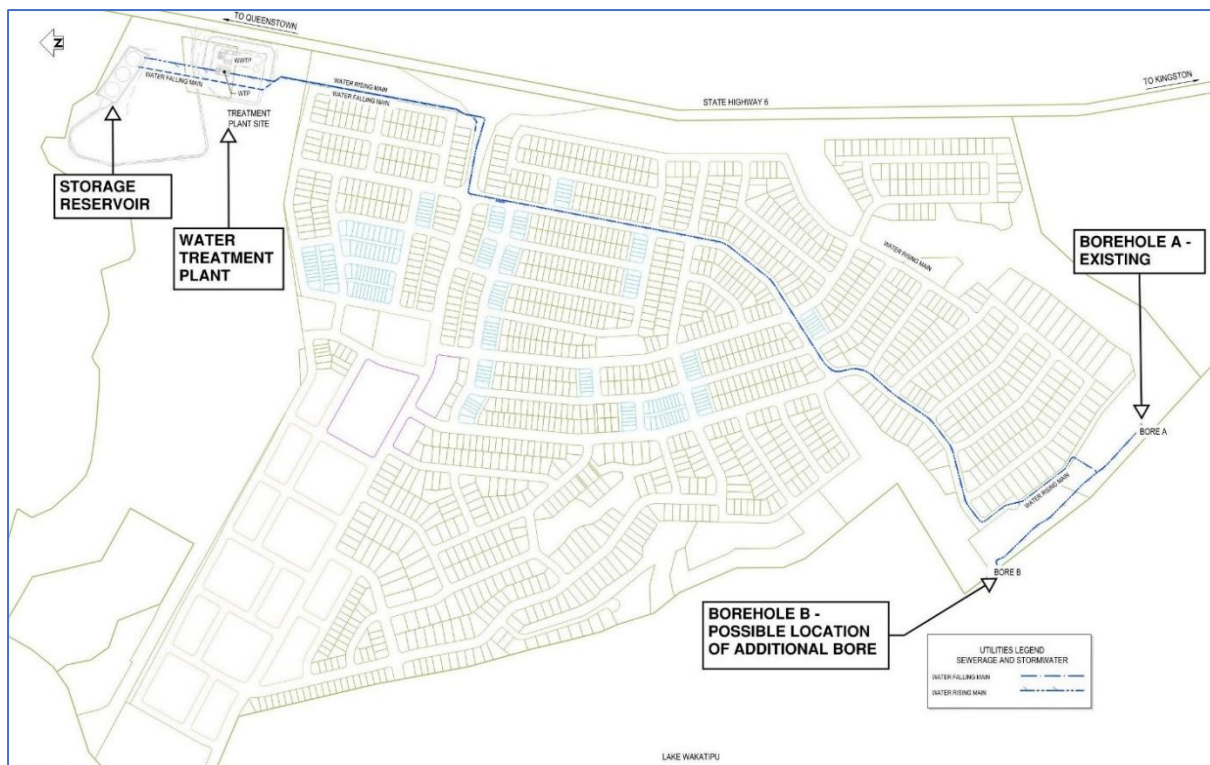 TO QUEENSTOWN
N
WWTP
WATER RISING MAIN
WATER FALLING MAIN
WATER FALLING MAIN
WTP
TO KINGSTON
STATE HIGHWAY 6
TREATMENT
PLANT SITE
STORAGE
RESERVOIR
WATER
TREATMENT
PLANT
WATER RISING MAIN
BOREHOLE A -
EXISTING
BORE A
WATER RISING MAIN
BORE B
BOREHOLE B -
POSSIBLE LOCATION
OF ADDITIONAL BORE
UTILITIES LEGEND
SEWERAGE AND STORMWATER
WATER FALLING MAIN
WATER RISING MAIN
LAKE WAKATIPU